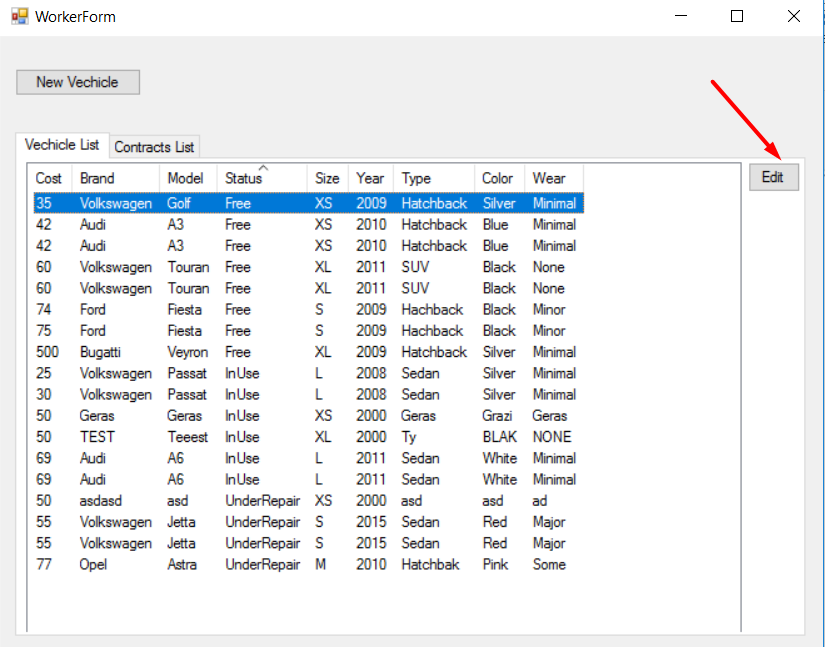 WorkerForm
New Vechicle
Vechicle List Contracts List
Cost Brand Model Status Size Year Type Color Wear Edit
35 Volkswagen Golf Free XS 2009 Hatchback Silver Minimal
42 Audi A3 Free XS 2010 Hatchback Blue Minimal
42 Audi A3 Free XS 2010 Hatchback Blue Minimal
60 Volkswagen Touran Free XL 2011 SUV Black None
60 Volkswagen Touran Free XL 2011 SUV Black None
74 Ford Fiesta Free S 2009 Hachback Black Minor
75 Ford Fiesta Free S 2009 Hachback Black Minor
500 Bugatti Veyron Free XL 2009 Hatchback Silver Minimal
25 Volkswagen Passat InUse L 2008 Sedan Silver Minimal
30 Volkswagen Passat InUse L 2008 Sedan Silver Minimal
50 Geras Geras InUse XS 2000 Geras Grazi Geras
50 TEST Teeest InUse XL 2000 Ty BLAK NONE
69 Audi A6 InUse L 2011 Sedan White Minimal
69 Audi A6 InUse L 2011 Sedan White Minimal
50 asdasd asd UnderRepair XS 2000 asd asd ad
55 Volkswagen Jetta UnderRepair S 2015 Sedan Red Major
55 Volkswagen Jetta UnderRepair S 2015 Sedan Red Major
77 Opel Astra UnderRepair M 2010 Hatchbak Pink Some